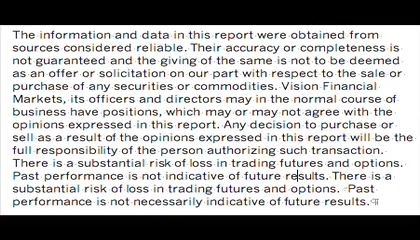 The information and data in this report were obtained from
sources considered reliable. Their accuracy or completeness is
not guaranteed and the giving of the same is not to be deemed
as an offer or solicitation on our part with respect to the sale or
purchase of any securities or commodities. Vision Financial
Markets, its officers and directors may in the normal course of
business have positions, which may or may not agree with the
opinions expressed in this report. Any decision to purchase or
sell as a result of the opinions expressed in this report will be the
full responsibility of the person authorizing such transaction.
There is a substantial risk of loss in trading futures and options.
Past performance is not indicative of future results. There is a
substantial risk of loss in trading futures and options. Past
performance is not necessarily indicative of future results.¶